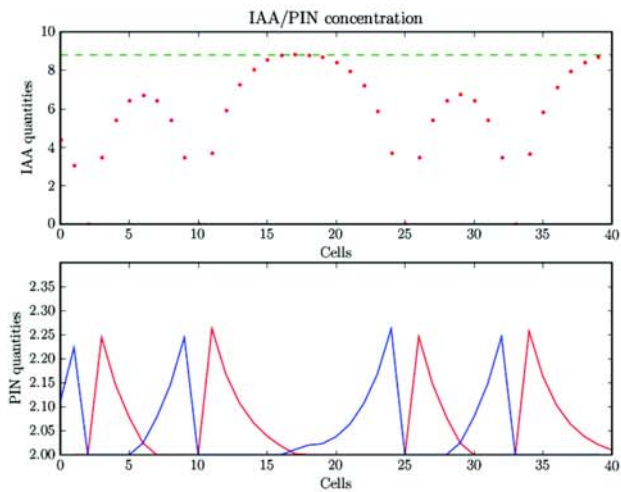 IAA/PIN concentration
10
8
6
4
2
0
IAA quantities
0 5 10 15 20 25 30 35 40
Cells
2.35
2.30
2.25
2.20
2.15
2.10
2.05
2.00
PIN quantities
0 5 10 15 20 25 30 35 40
Cells